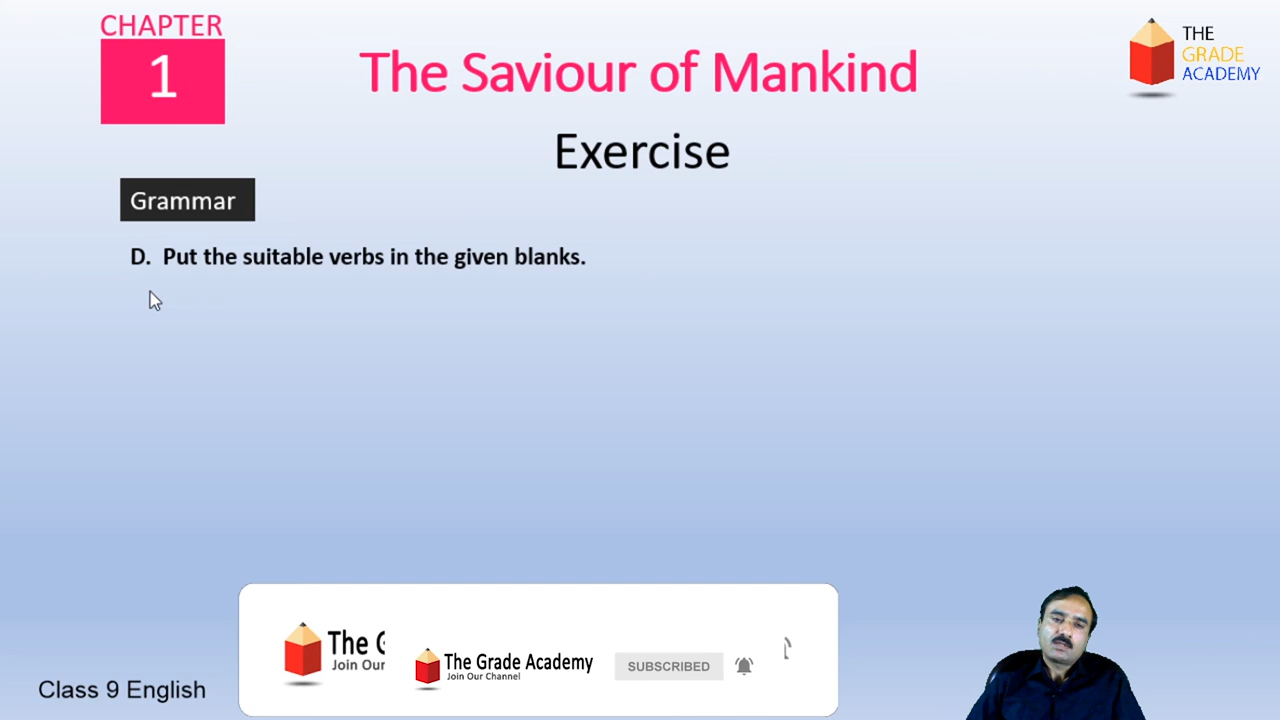 CHAPTER
1
The Saviour of Mankind
THE
GRADE
ACADEMY
Exercise
Grammar
D. Put the suitable verbs in the given blanks.
The G
Join Our
The Grade Academy
Join Our Channel
SUBSCRIBED
Class 9 English